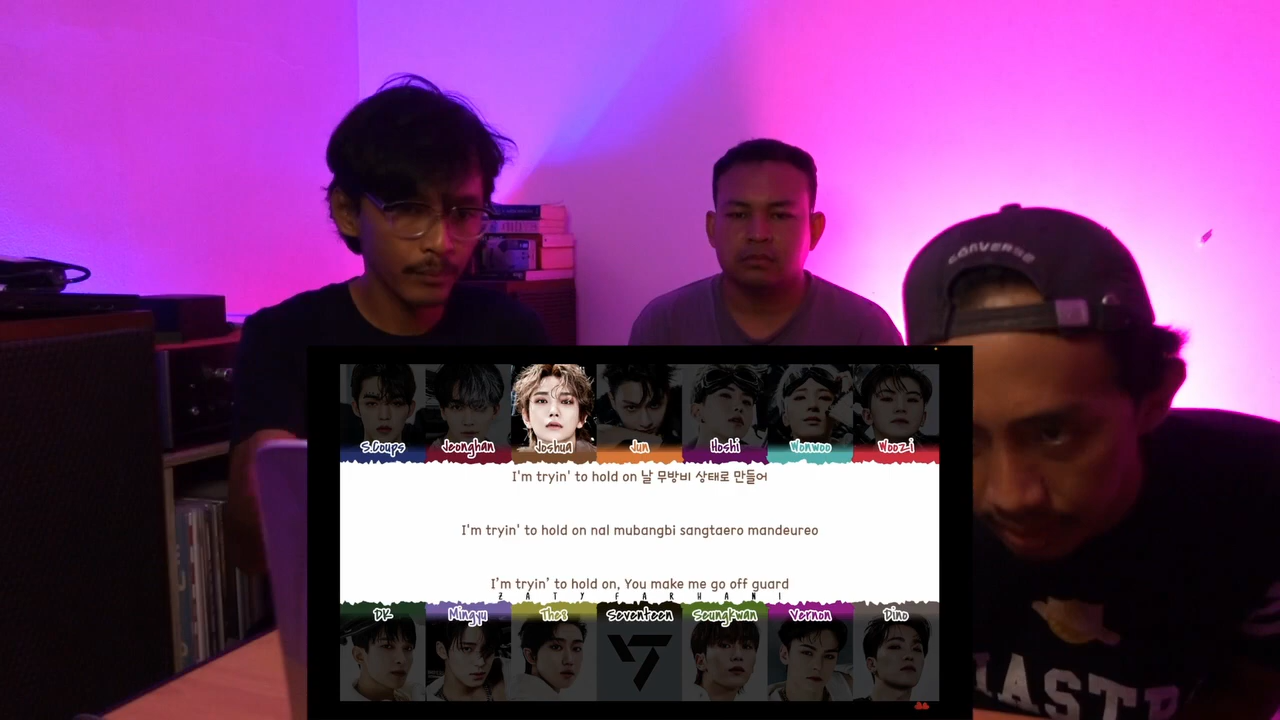 CONVERSE
S.Coups Jeonghan Joshua Jun Hoshi Wonwoo Woozi
I'm tryin' to hold on 날 무방비 상태로 만들어
I'm tryin' to hold on nal mubangbi sangtaero mandeureo
I'm tryin' to hold on, You make me go off guard
ZATY FARHANI
DK Mingyu The8 Seventeen Seungkwan Vernon Dino